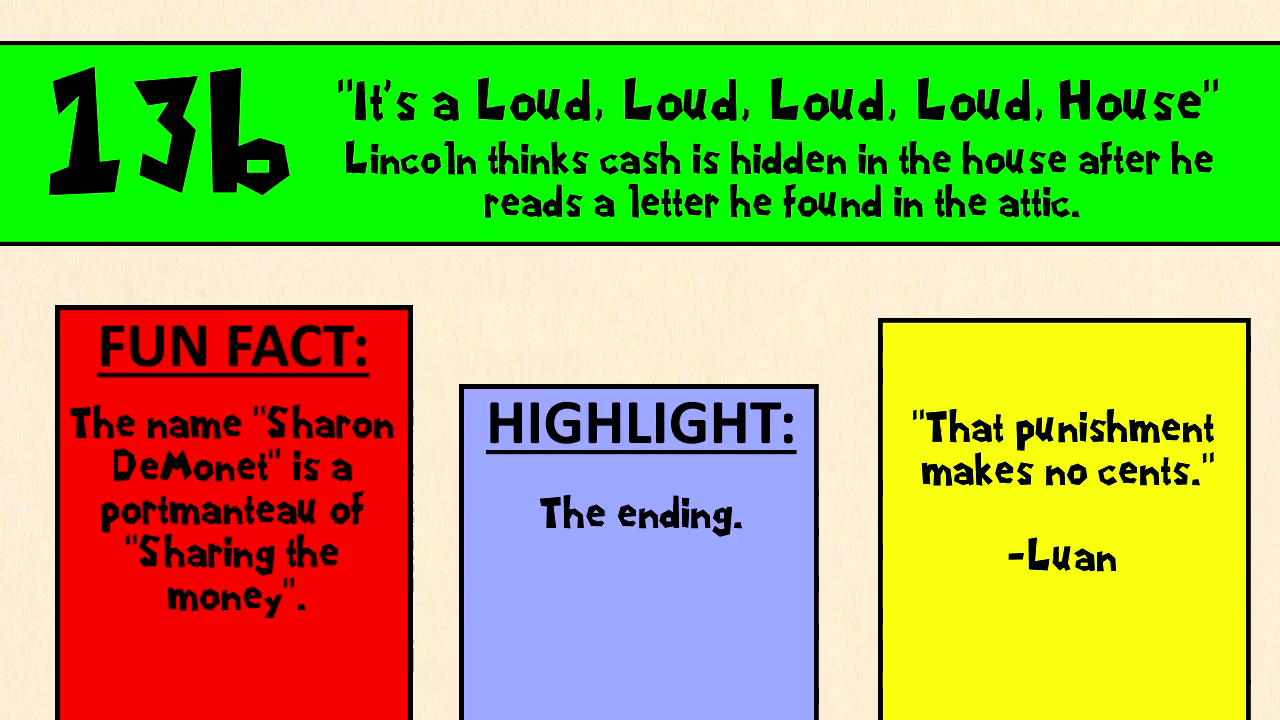 13b
"It's a Loud, Loud, Loud, Loud, House"
Lincoln thinks cash is hidden in the house after he
reads a letter he found in the attic.
FUN FACT:
The name "Sharon
DeMonet" is a
portmanteau of
"Sharing the
money".
HIGHLIGHT:
The ending.
"That punishment
makes no cents."
-Luan